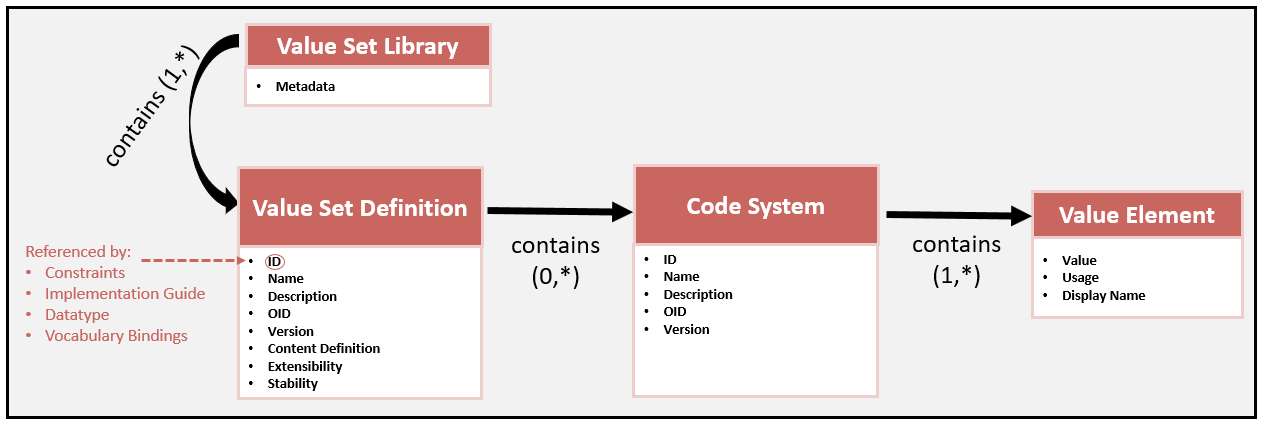 Value Set Library
• Metadata
contains (1,*)
Value Set Definition
• ID
• Name
• Description
• OID
• Version
• Content Definition
• Extensibility
• Stability
Referenced by:
• Constraints
• Implementation Guide
• Datatype
• Vocabulary Bindings
contains
(0,*)
Code System
• ID
• Name
• Description
• OID
• Version
contains
(1,*)
Value Element
• Value
• Usage
• Display Name